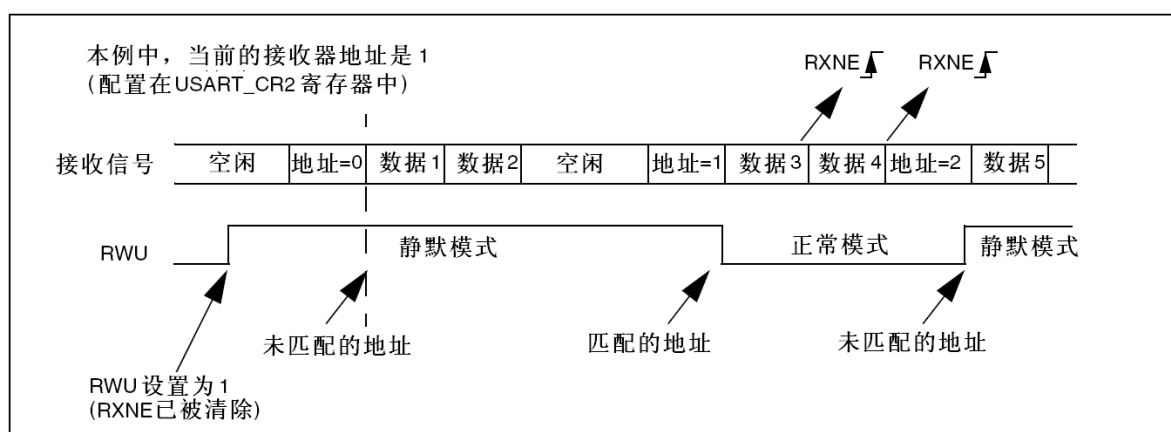 本例中，当前的接收器地址是 1
(配置在USART_CR2 寄存器中)
RXNE RXNE
接收信号 空闲 地址=0 数据1 数据2 空闲 地址=1 数据3 数据4 地址=2 数据5
RWU 静默模式 正常模式 静默模式
未匹配的地址 匹配的地址 未匹配的地址
RWU 设置为 1
(RXNE已被清除)